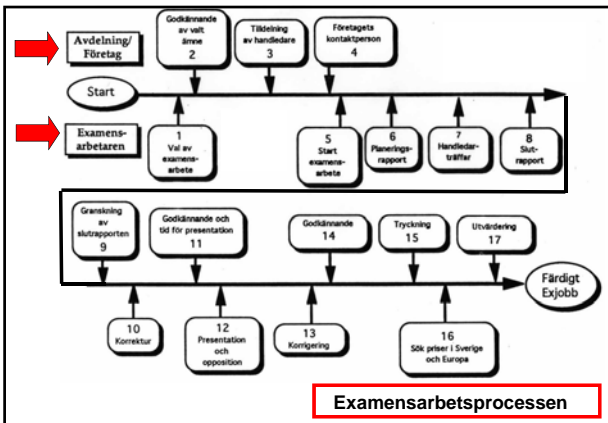 Avdelning/
Företag
Godkännande
av valt
ämne
2
Tilldelning
av handledare
3
Företagets
kontaktperson
4
Start
Examens-
arbetaren
1
Val av
examens-
arbete
5
Start
examens-
arbete
6
Planerings-
rapport
7
Handledar-
träffar
8
Slut-
rapport
Granskning
av
slutrapporten
9
Godkännande och
tid för presentation
11
Godkännande
14
Tryckning
15
Utvärdering
17
Färdigt
Exjobb
10
Korrektur
12
Presentation
och
opposition
13
Korrigering
16
Sök priser i Sverige
och Europa
Examensarbetsprocessen